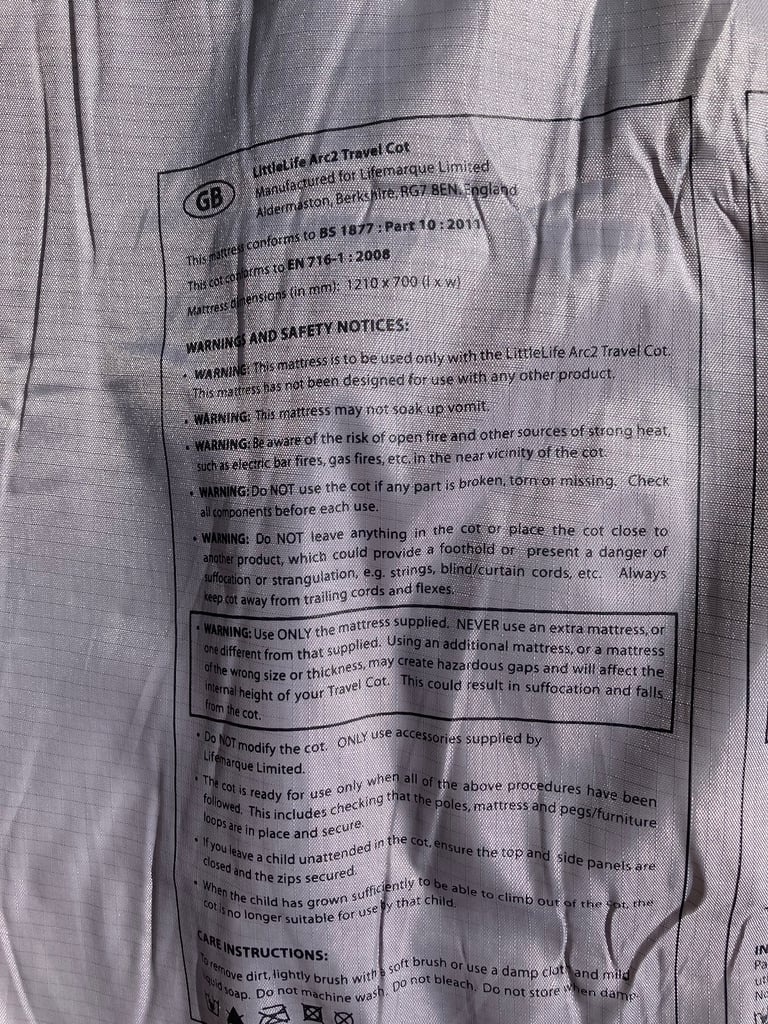 GB
LittleLife Arc2 Travel Cot
Manufactured for Lifemarque Limited
Aldermaston, Berkshire, RG7 8EN. England
This mattress conforms to BS 1877 : Part 10 : 2011
This cot conforms to EN 716-1 : 2008
Mattress dimensions (in mm): 1210 x 700 (l x w)
WARNINGS AND SAFETY NOTICES:
• WARNING: This mattress is to be used only with the LittleLife Arc2 Travel Cot.
This mattress has not been designed for use with any other product.
• WARNING: This mattress may not soak up vomit.
• WARNING: Be aware of the risk of open fire and other sources of strong heat,
such as electric bar fires, gas fires, etc. in the near vicinity of the cot.
• WARNING: Do NOT use the cot if any part is broken, torn or missing. Check
all components before each use.
• WARNING: Do NOT leave anything in the cot or place the cot close to
another product, which could provide a foothold or present a danger of
suffocation or strangulation, e.g. strings, blind/curtain cords, etc. Always
keep cot away from trailing cords and flexes.
• WARNING: Use ONLY the mattress supplied. NEVER use an extra mattress, or
one different from that supplied. Using an additional mattress, or a mattress
of the wrong size or thickness, may create hazardous gaps and will affect the
internal height of your Travel Cot. This could result in suffocation and falls
from the cot.
• Do NOT modify the cot. ONLY use accessories supplied by
Lifemarque Limited.
• The cot is ready for use only when all of the above procedures have been
followed. This includes checking that the poles, mattress and pegs/furniture
loops are in place and secure.
• If you leave a child unattended in the cot, ensure the top and side panels are
closed and the zips secured.
• When the child has grown sufficiently to be able to climb out of the cot, the
cot is no longer suitable for use by that child.
CARE INSTRUCTIONS:
To remove dirt, lightly brush with a soft brush or use a damp cloth and mild
liquid soap. Do not machine wash. Do not bleach. Do not store when damp.